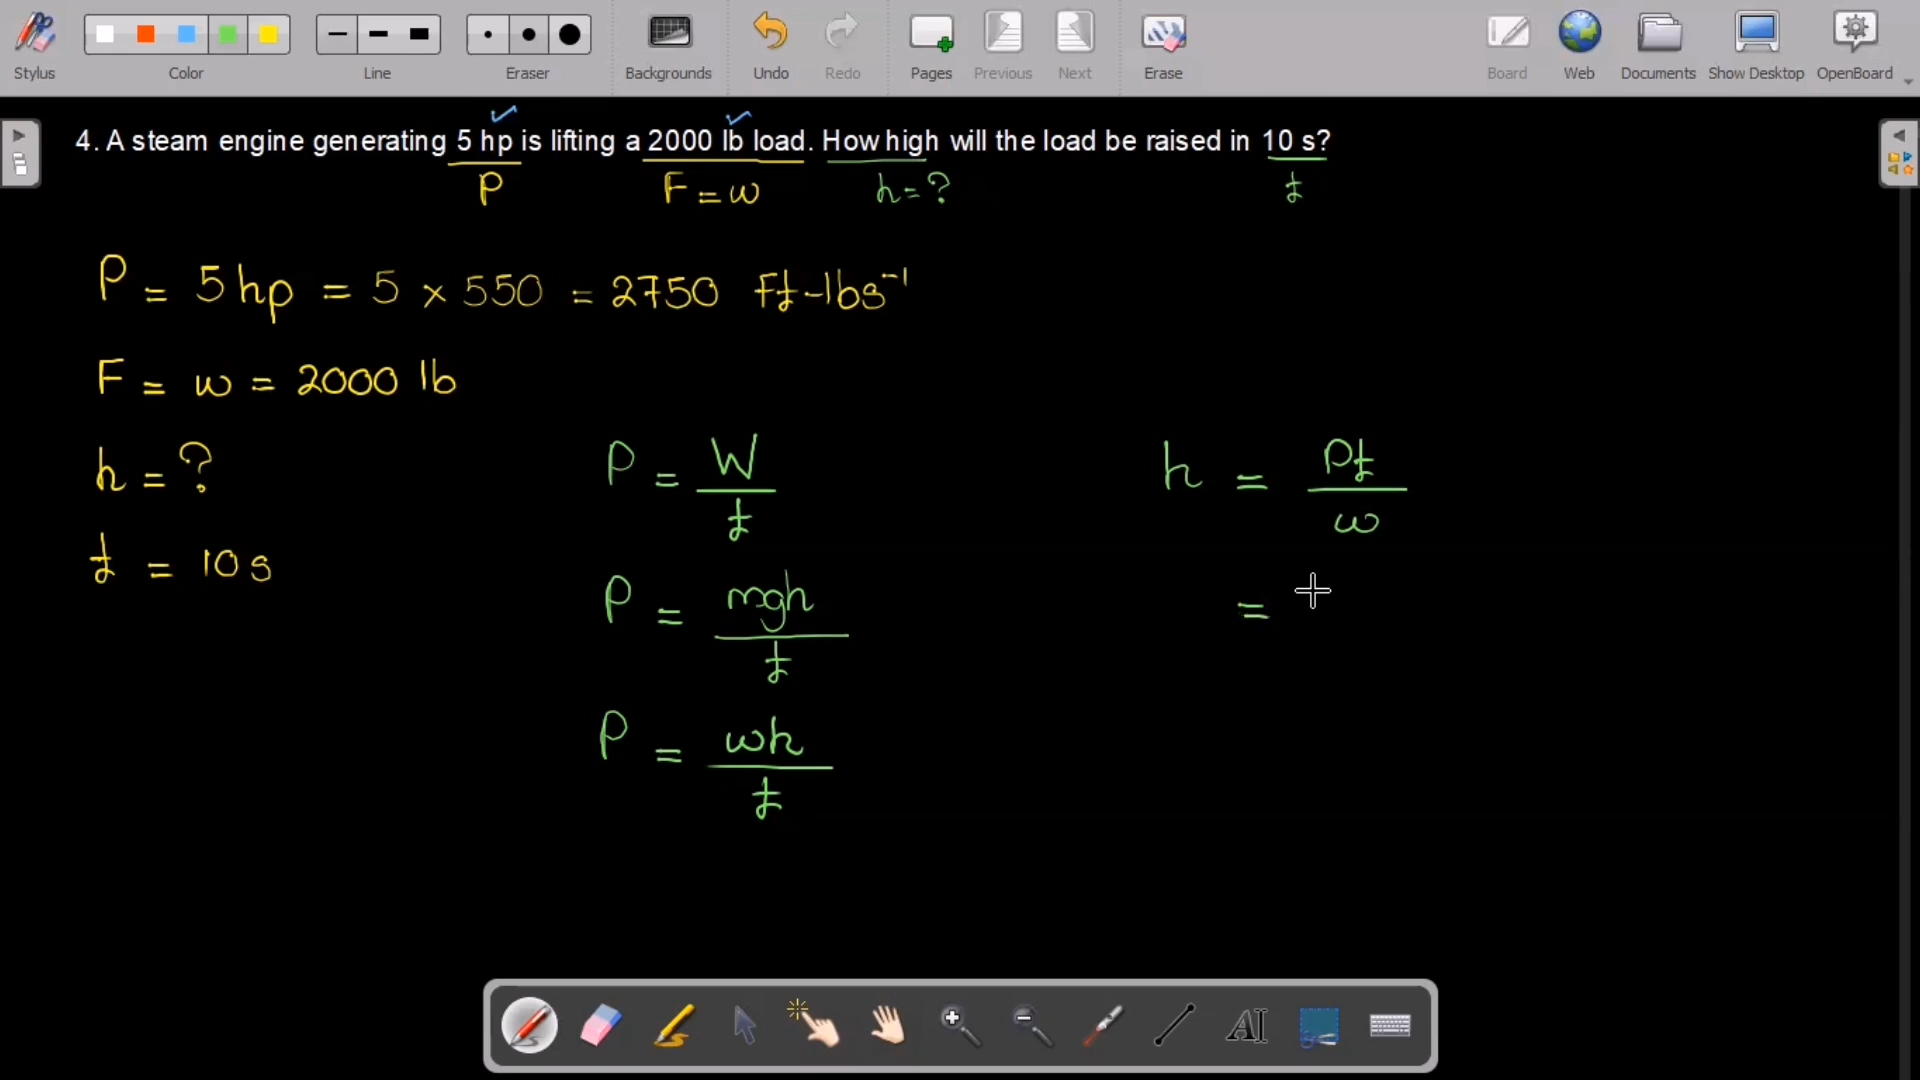 Stylus Color Line Eraser Backgrounds Undo Redo Pages Previous Next Erase Board Web Documents Show Desktop OpenBoard
4. A steam engine generating 5 hp is lifting a 2000 lb load. How high will the load be raised in 10 s?
P F = w h = ? t
P = 5 hp = 5 × 550 = 2750 Ft-lbs⁻¹
F = w = 2000 lb
h = ?
t = 10 s
P = W / t
P = mgh / t
P = wh / t
h = Pt / w
=
AI